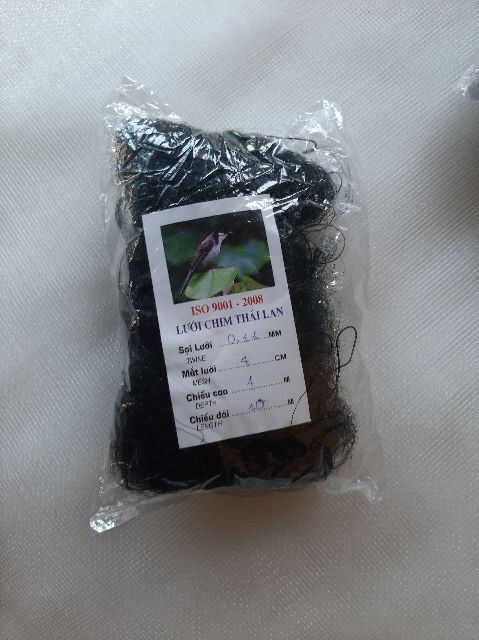 ISO 9001 - 2008
LƯỚI CHIM THÁI LAN
Sợi Lưới ...0.11...MM
TWINE
Mắt lưới ...4...CM
MESH
Chiều cao ...4...M
DEPTH
Chiều dài ...10...M
LENGTH